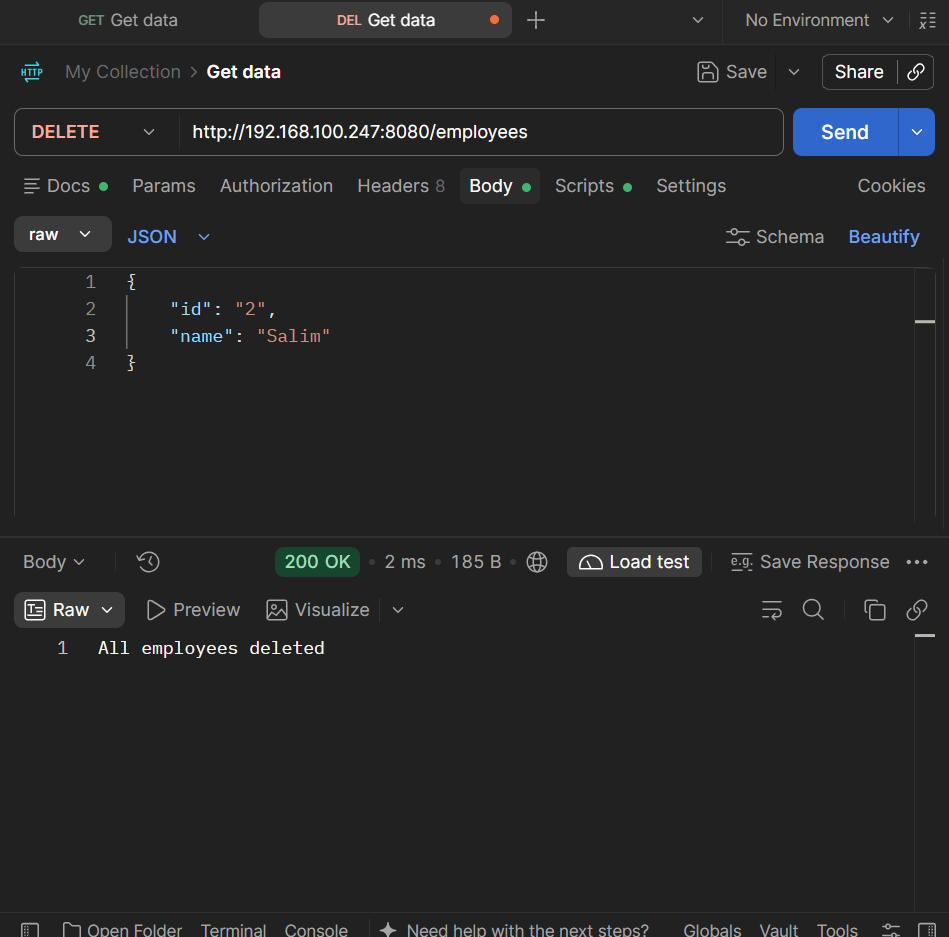 GET Get data DEL Get data No Environment
HTTP My Collection > Get data Save Share
DELETE http://192.168.100.247:8080/employees Send
Docs Params Authorization Headers 8 Body Scripts Settings Cookies
raw JSON Schema Beautify
1 {
2 "id": "2",
3 "name": "Salim"
4 }
Body 200 OK • 2 ms • 185 B • Load test e.g. Save Response
Raw Preview Visualize
1 All employees deleted
Open Folder Terminal Console Need help with the next steps? Globals Vault Tools